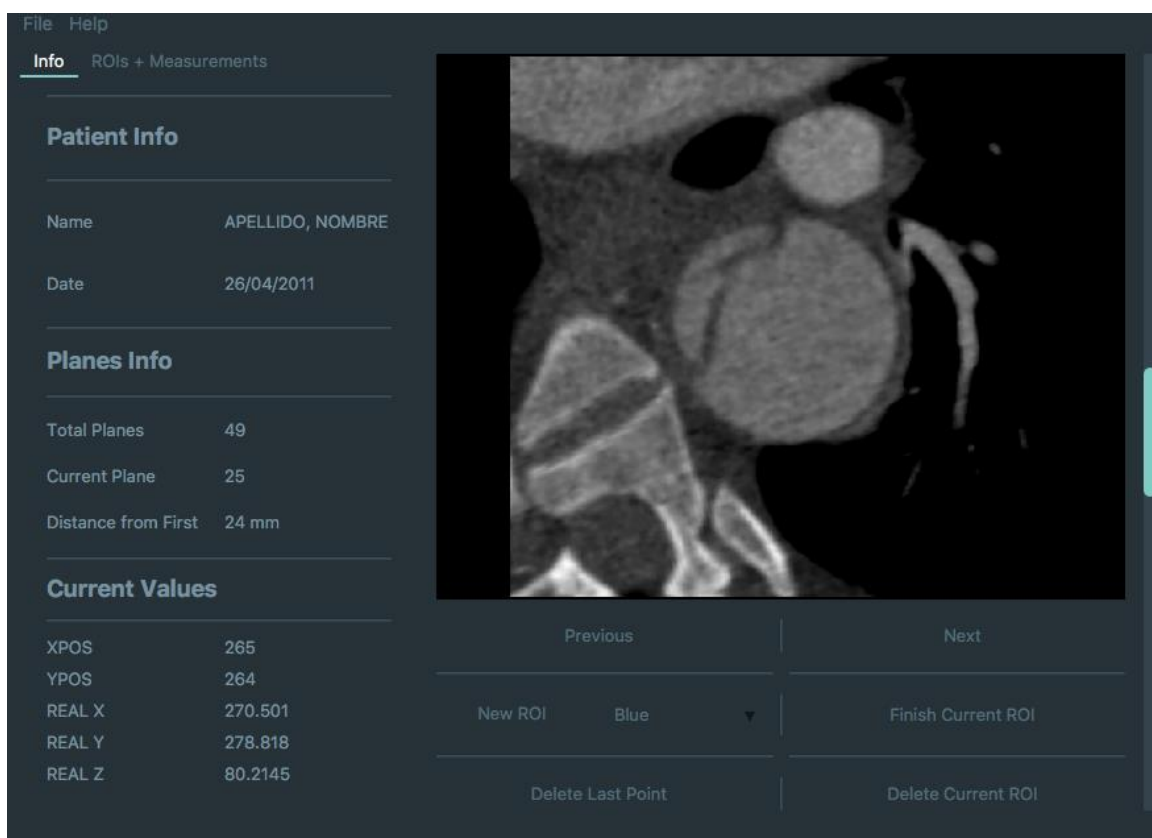 File Help
Info ROIs + Measurements
Patient Info
Name APELLIDO, NOMBRE
Date 26/04/2011
Planes Info
Total Planes 49
Current Plane 25
Distance from First 24 mm
Current Values
XPOS 265
YPOS 264
REAL X 270.501
REAL Y 278.818
REAL Z 80.2145
Previous Next
New ROI Blue Finish Current ROI
Delete Last Point Delete Current ROI